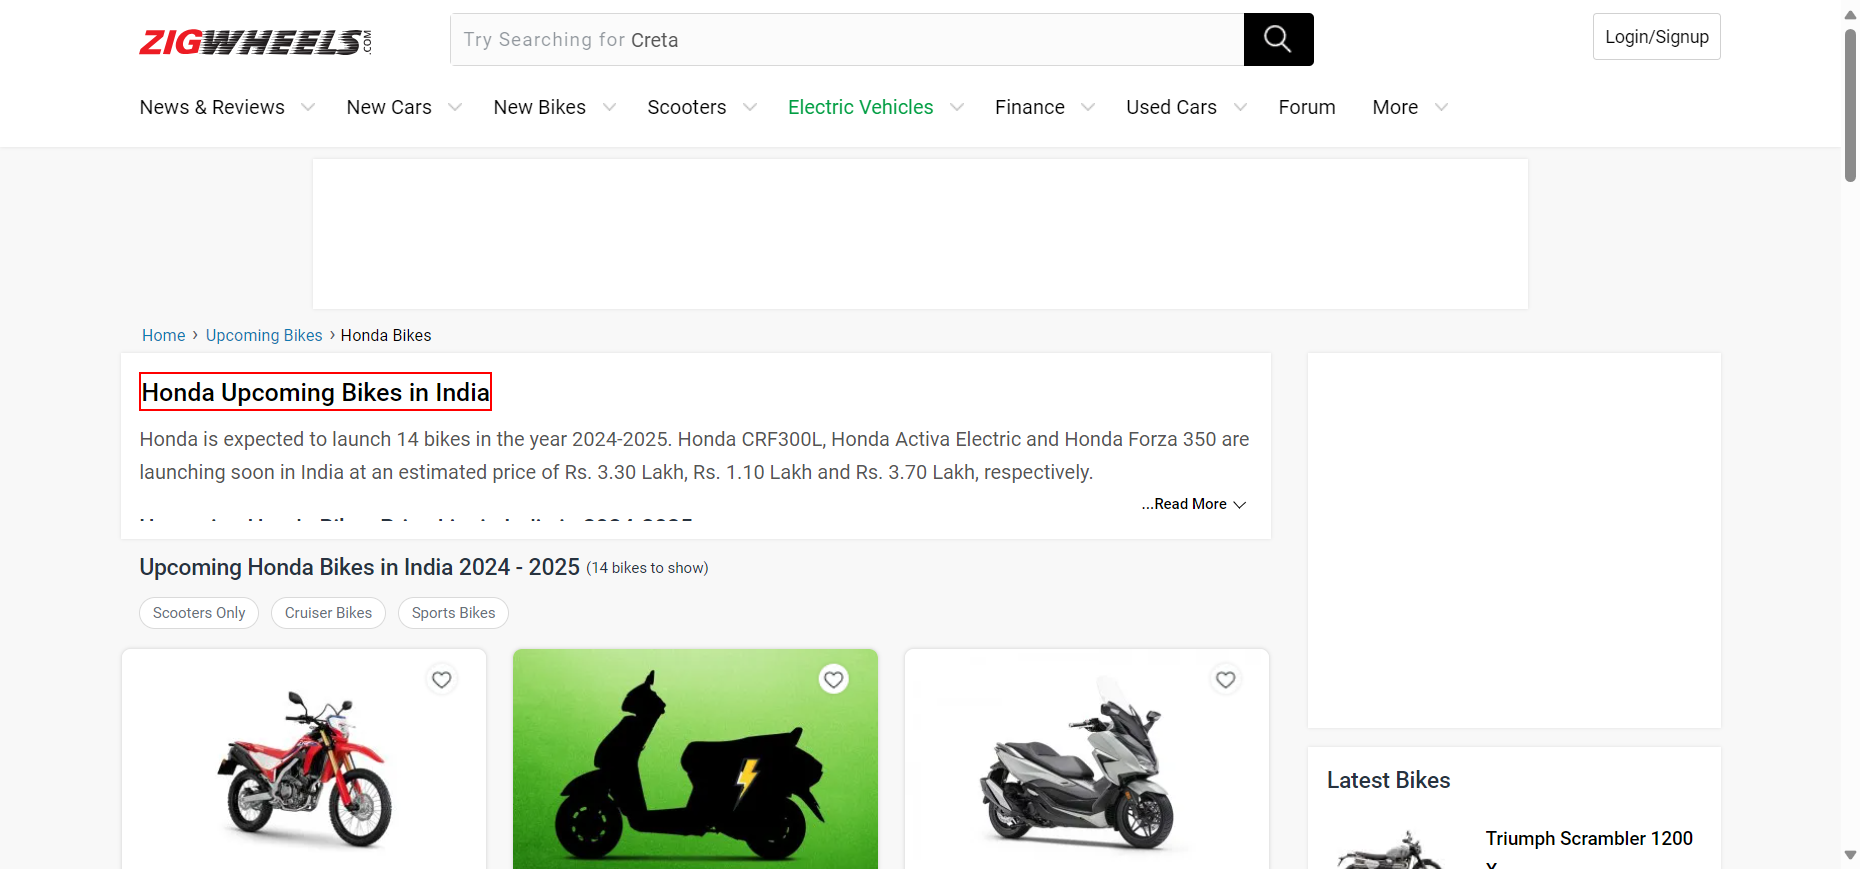 ZIGWHEELS.COM
Try Searching for Creta
Login/Signup
News & Reviews New Cars New Bikes Scooters Electric Vehicles Finance Used Cars Forum More
Home › Upcoming Bikes › Honda Bikes
Honda Upcoming Bikes in India
Honda is expected to launch 14 bikes in the year 2024-2025. Honda CRF300L, Honda Activa Electric and Honda Forza 350 are
launching soon in India at an estimated price of Rs. 3.30 Lakh, Rs. 1.10 Lakh and Rs. 3.70 Lakh, respectively.
...Read More
Upcoming Honda Bikes in India 2024 - 2025 (14 bikes to show)
Scooters Only Cruiser Bikes Sports Bikes
Latest Bikes
Triumph Scrambler 1200